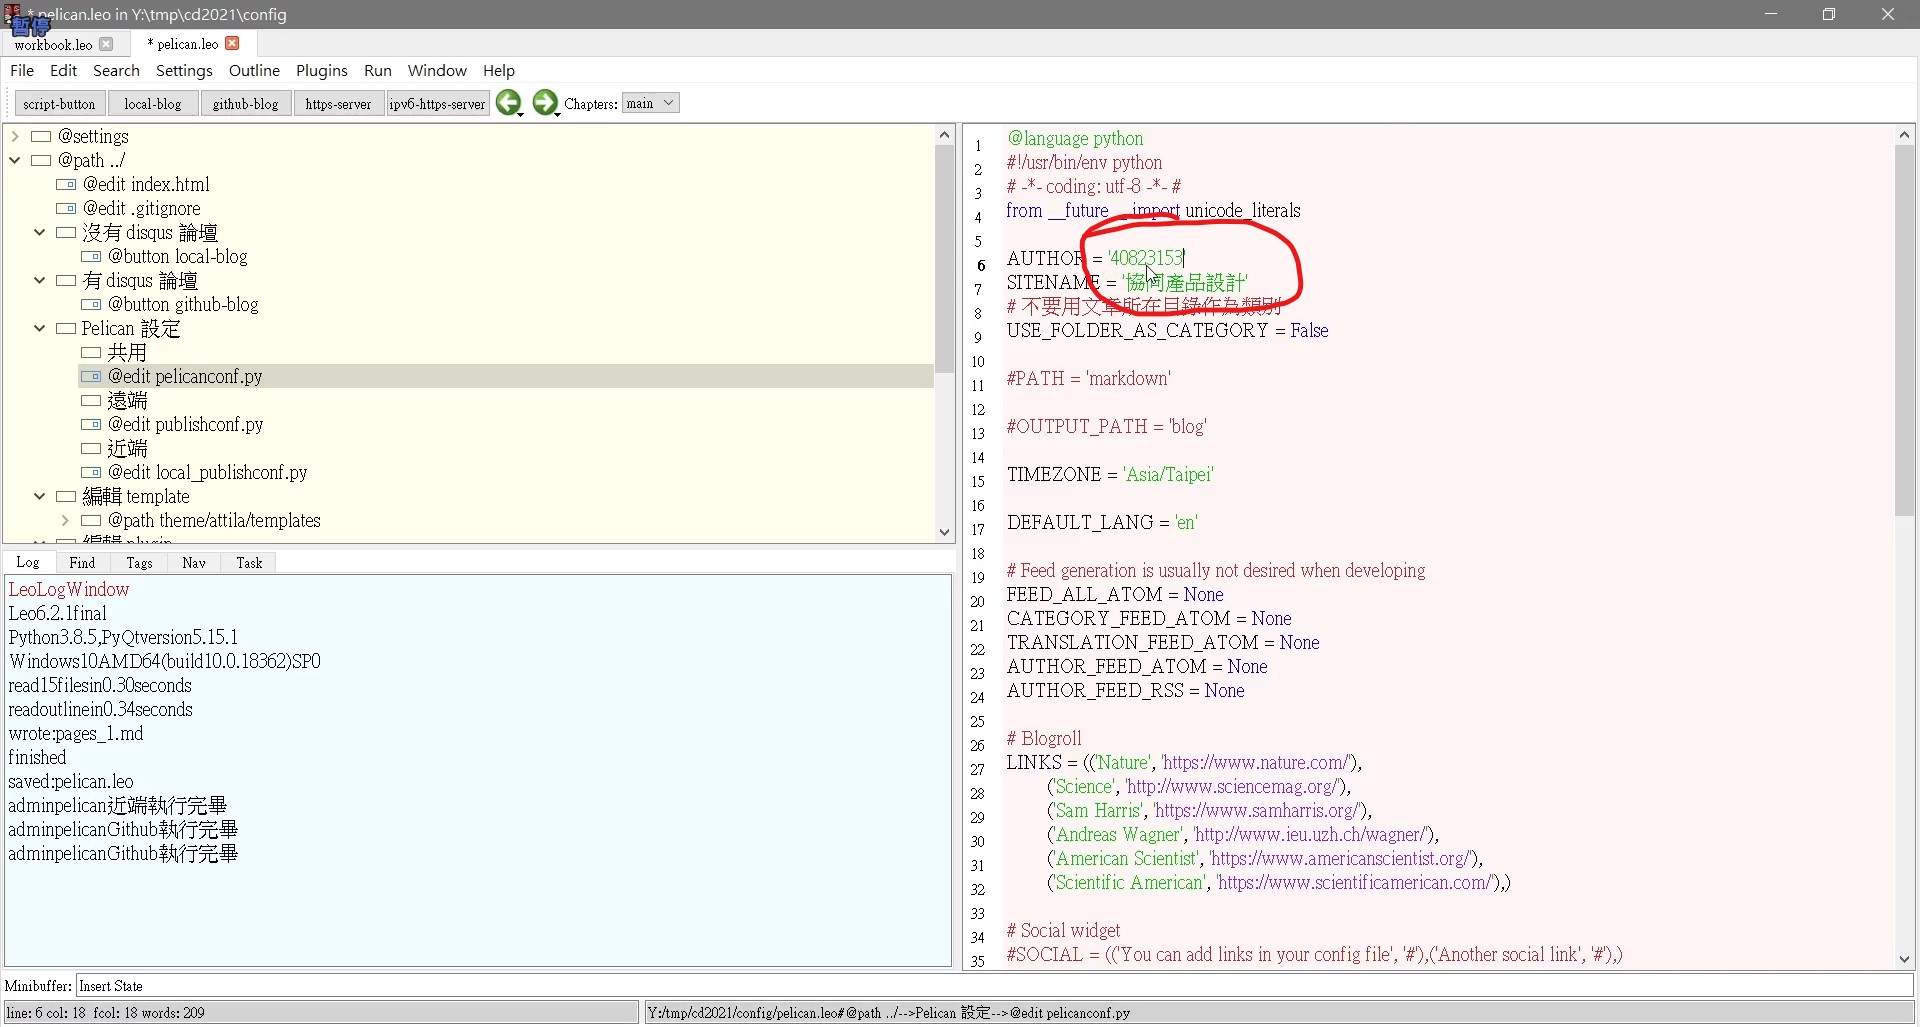 * pelican.leo in Y:\tmp\cd2021\config
暫停
workbook.leo
* pelican.leo
File Edit Search Settings Outline Plugins Run Window Help
script-button local-blog github-blog https-server ipv6-https-server Chapters: main
@settings
@path ../
@edit index.html
@edit .gitignore
沒有 disqus 論壇
@button local-blog
有 disqus 論壇
@button github-blog
Pelican 設定
共用
@edit pelicanconf.py
遠端
@edit publishconf.py
近端
@edit local_publishconf.py
編輯 template
@path theme/attila/templates
編輯 plugin
Log Find Tags Nav Task
LeoLogWindow
Leo6.2.1final
Python3.8.5,PyQtversion5.15.1
Windows10AMD64(build10.0.18362)SP0
read15filesin0.30seconds
readoutlinein0.34seconds
wrote:pages_1.md
finished
saved:pelican.leo
adminpelican近端執行完畢
adminpelicanGithub執行完畢
adminpelicanGithub執行完畢
1 @language python
2 #!/usr/bin/env python
3 # -*- coding: utf-8 -*- #
4 from __future__ import unicode_literals
5
6 AUTHOR = '40823153'
7 SITENAME = '協同產品設計'
8 # 不要用文章所在目錄作為類別
9 USE_FOLDER_AS_CATEGORY = False
10
11 #PATH = 'markdown'
12
13 #OUTPUT_PATH = 'blog'
14
15 TIMEZONE = 'Asia/Taipei'
16
17 DEFAULT_LANG = 'en'
18
19 # Feed generation is usually not desired when developing
20 FEED_ALL_ATOM = None
21 CATEGORY_FEED_ATOM = None
22 TRANSLATION_FEED_ATOM = None
23 AUTHOR_FEED_ATOM = None
24 AUTHOR_FEED_RSS = None
25
26 # Blogroll
27 LINKS = (('Nature', 'https://www.nature.com/'),
28 ('Science', 'http://www.sciencemag.org/'),
29 ('Sam Harris', 'https://www.samharris.org/'),
30 ('Andreas Wagner', 'http://www.ieu.uzh.ch/wagner/'),
31 ('American Scientist', 'https://www.americanscientist.org/'),
32 ('Scientific American', 'https://www.scientificamerican.com/'),)
33
34 # Social widget
35 #SOCIAL = (('You can add links in your config file', '#'),('Another social link', '#'),)
Minibuffer: Insert State
line: 6 col: 18 fcol: 18 words: 209
Y:/tmp/cd2021/config/pelican.leo#@path ../-->Pelican 設定-->@edit pelicanconf.py